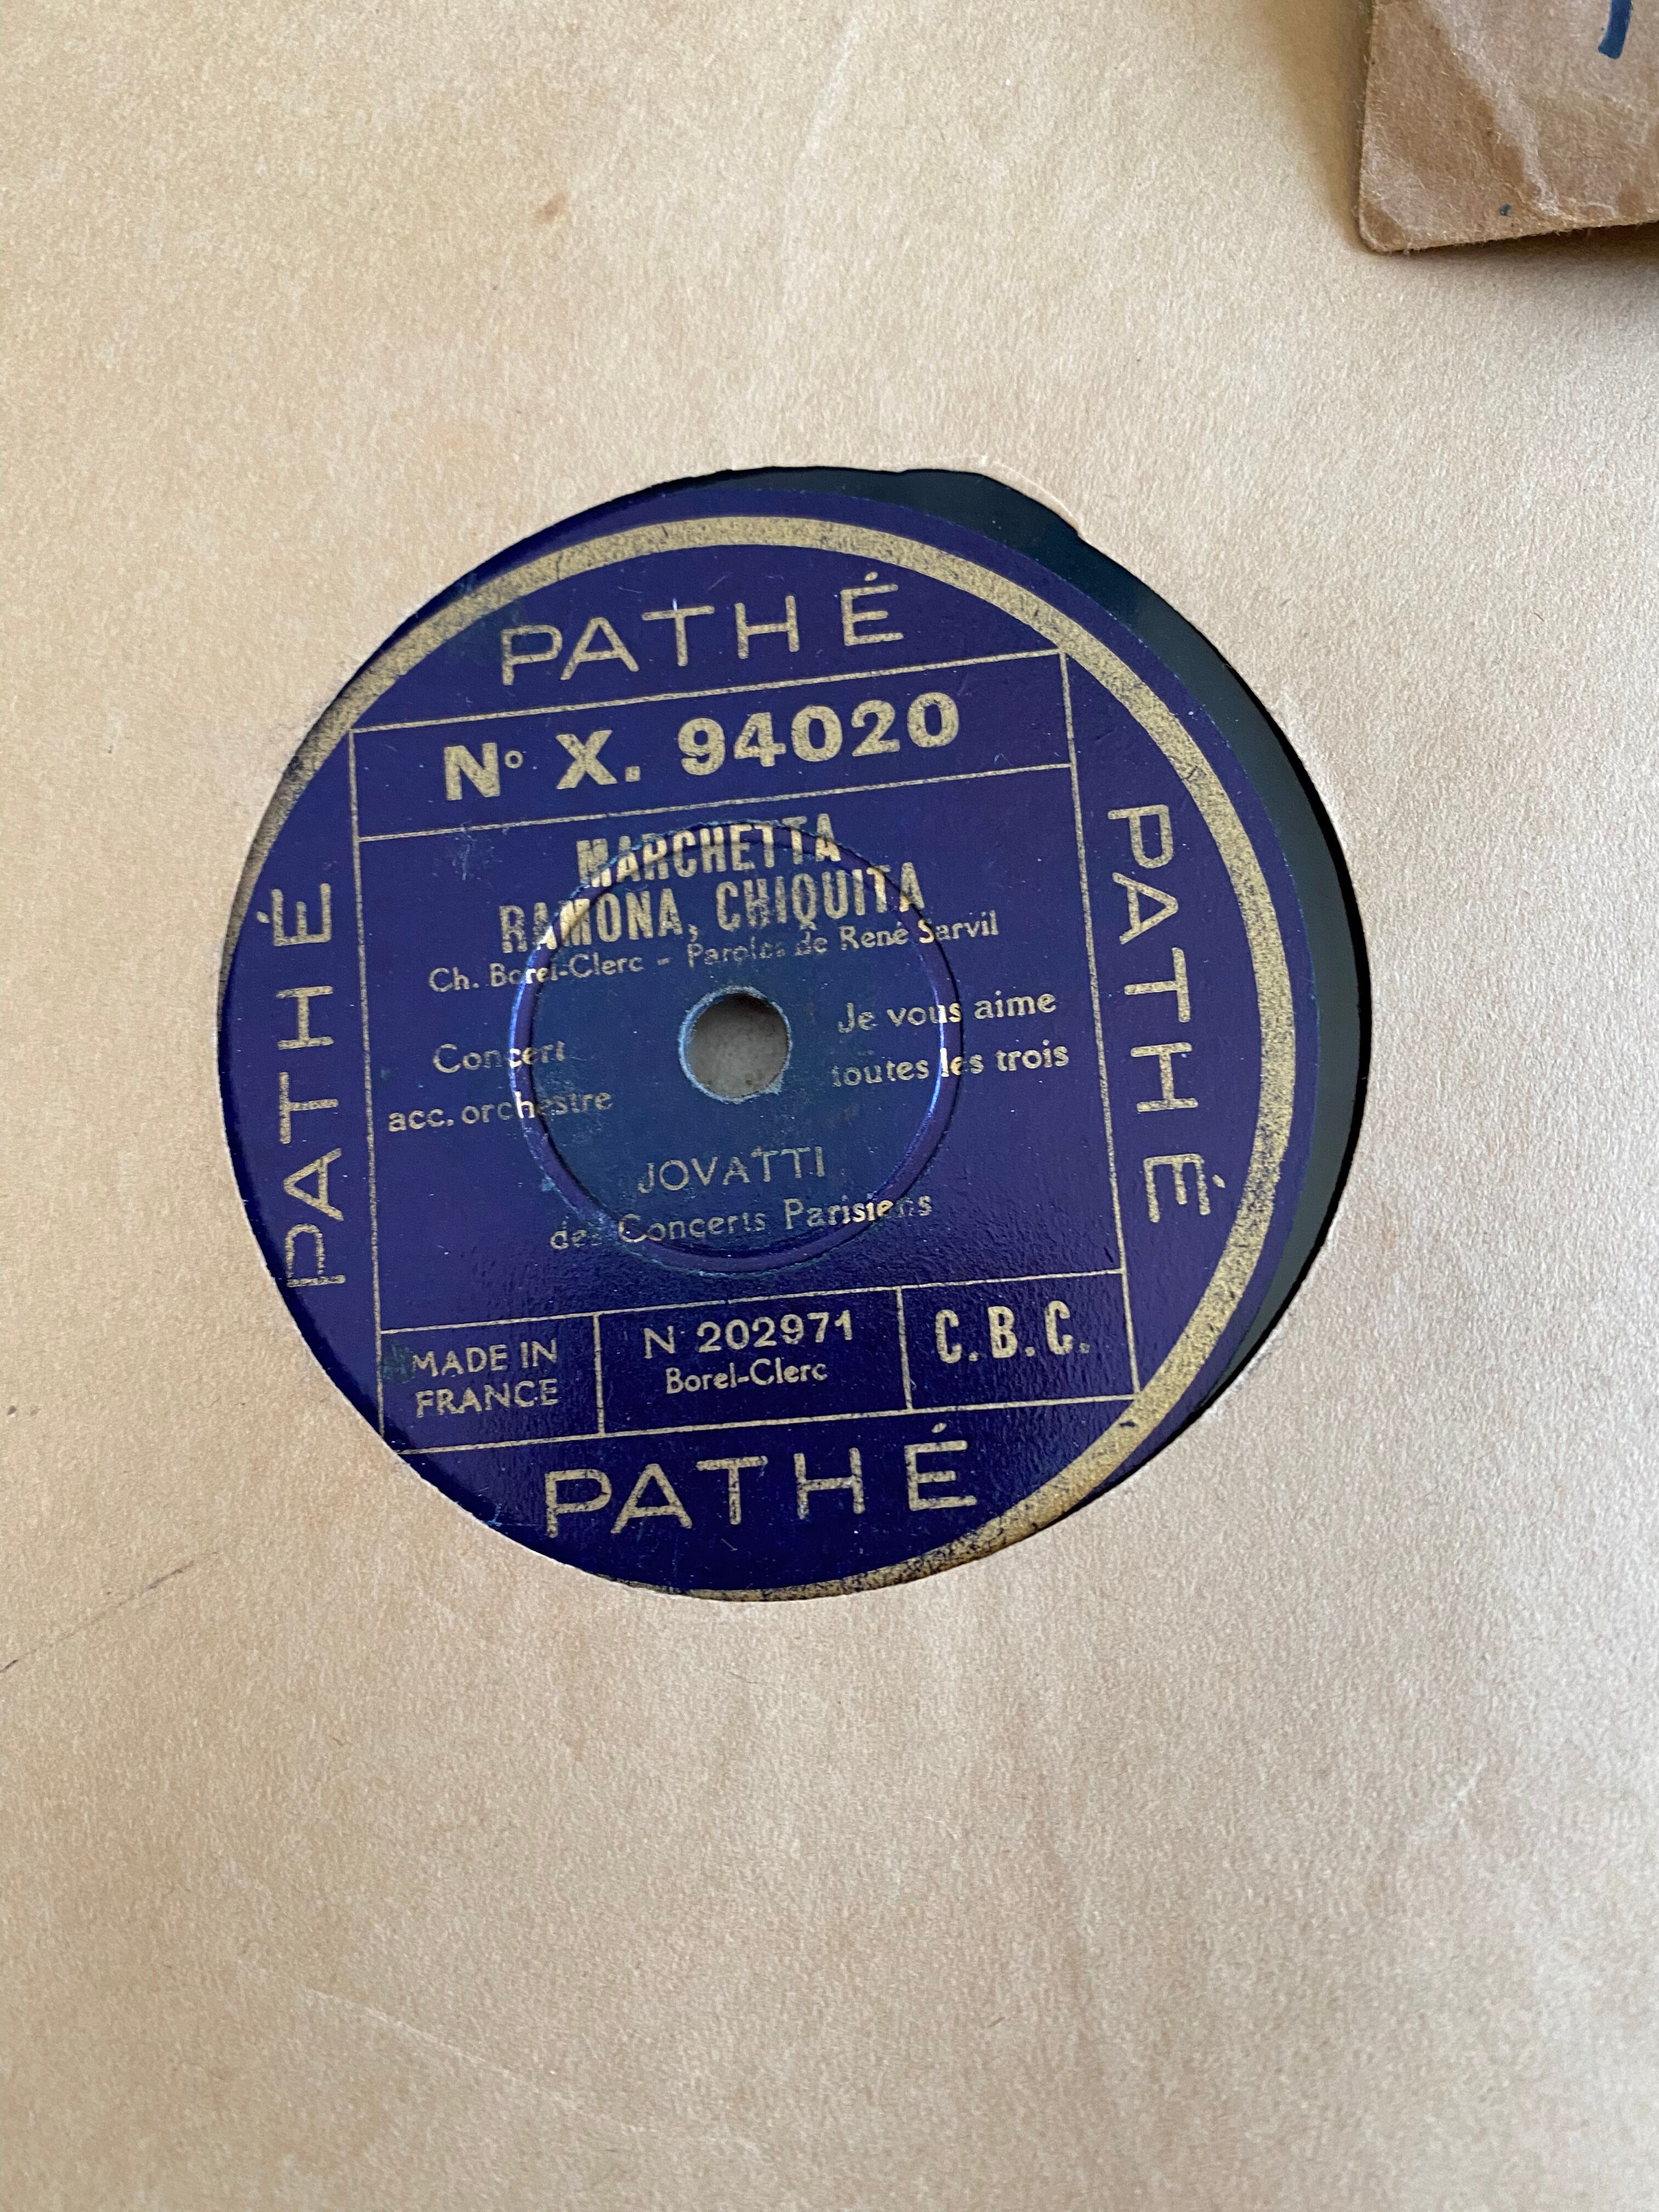 PATHÉ
Nº X. 94020
MARCHETTA
RAMONA, CHIQUITA
Ch. Borel-Clerc - Paroles de René Sarvil
Concert
acc. orchestre
Je vous aime
toutes les trois
JOVATTI
des Concerts Parisiens
MADE IN
FRANCE
N 202971
Borel-Clerc
C.B.C.
PATHÉ
PATHÉ
PATHÉ